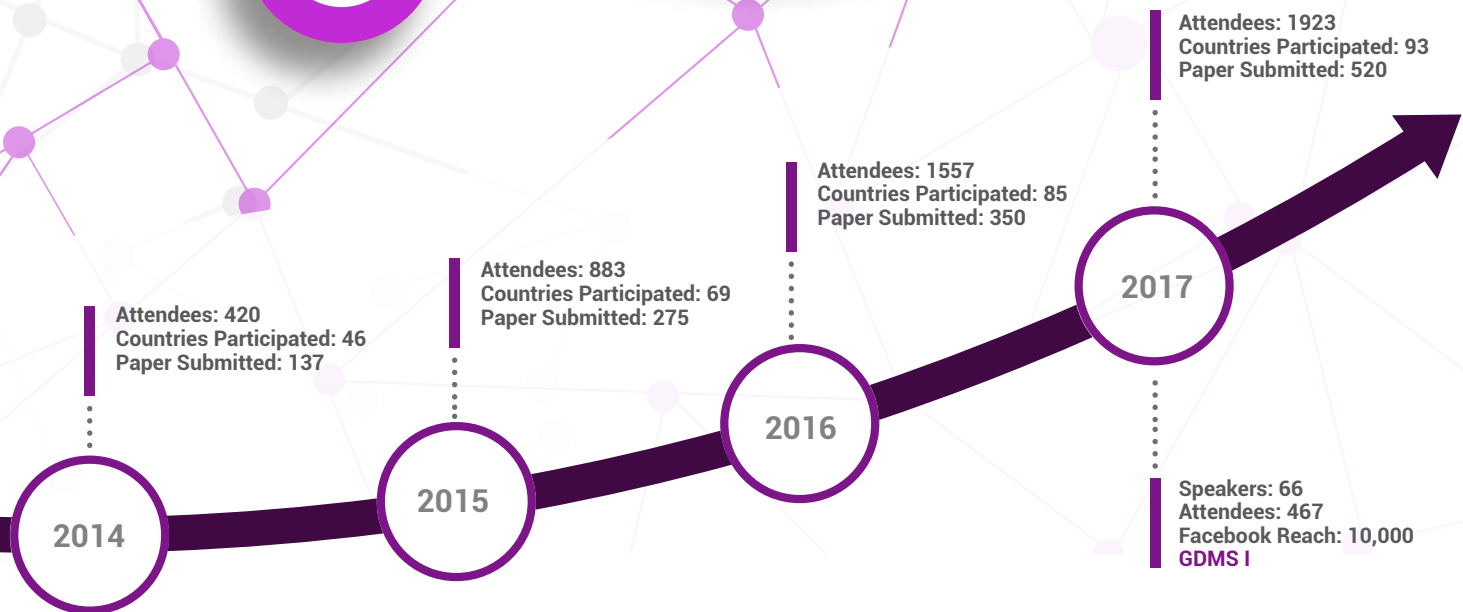 Attendees: 1923
Countries Participated: 93
Paper Submitted: 520
Attendees: 1557
Countries Participated: 85
Paper Submitted: 350
Attendees: 883
Countries Participated: 69
Paper Submitted: 275
Attendees: 420
Countries Participated: 46
Paper Submitted: 137
2014
2015
2016
2017
Speakers: 66
Attendees: 467
Facebook Reach: 10,000
GDMS I